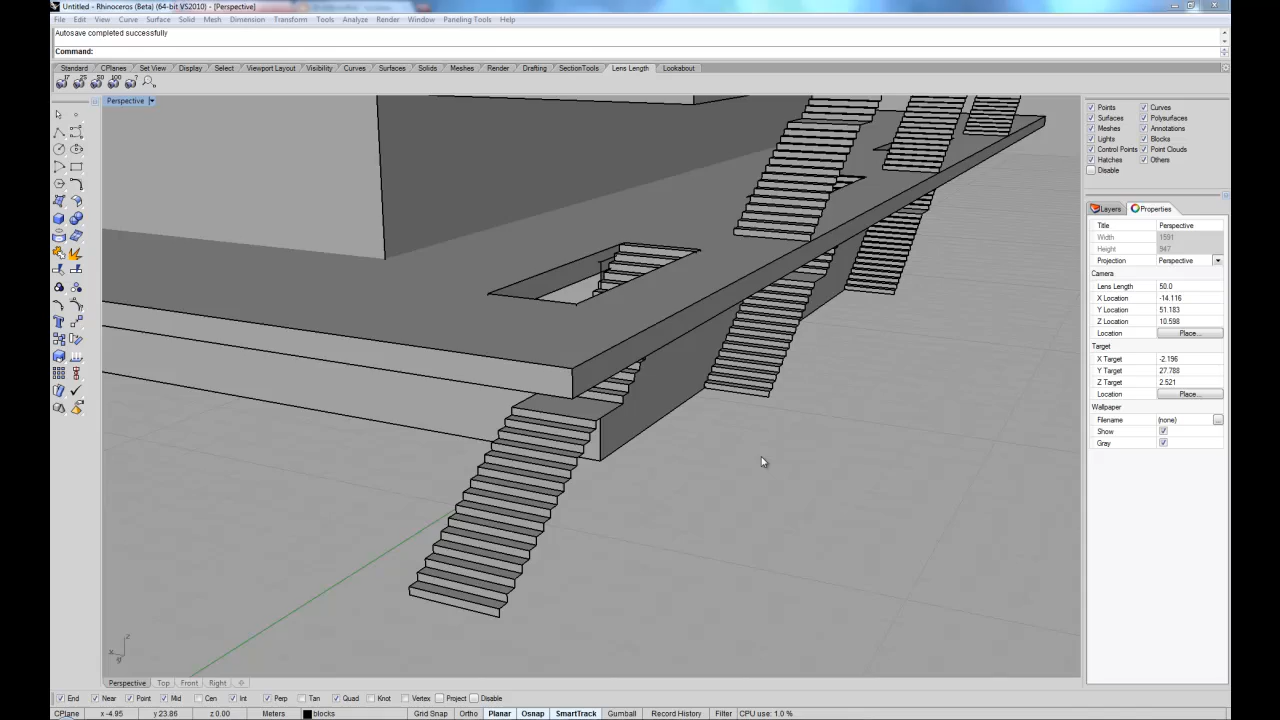 Untitled - Rhinoceros (Beta) (64-bit VS2010) - [Perspective]
File Edit View Curve Surface Solid Mesh Dimension Transform Tools Analyze Render Window Paneling Tools Help
Autosave completed successfully
Command:
Standard CPlanes Set View Display Select Viewport Layout Visibility Curves Surfaces Solids Meshes Render Drafting SectionTools Lens Length Lookabout
17 25 50 100 ?
Perspective
Points Curves
Surfaces Polysurfaces
Meshes Annotations
Lights Blocks
Control Points Point Clouds
Hatches Others
Disable
Layers Properties
Title Perspective
Width 1591
Height 947
Projection Perspective
Camera
Lens Length 50.0
X Location -14.116
Y Location 51.183
Z Location 10.598
Location Place...
Target
X Target -2.196
Y Target 27.788
Z Target 2.521
Location Place...
Wallpaper
Filename (none) ...
Show
Gray
z
x
y
Perspective Top Front Right
End Near Point Mid Cen Int Perp Tan Quad Knot Vertex Project Disable
CPlane x -4.95 y 23.86 z 0.00 Meters blocks Grid Snap Ortho Planar Osnap SmartTrack Gumball Record History Filter CPU use: 1.0 %